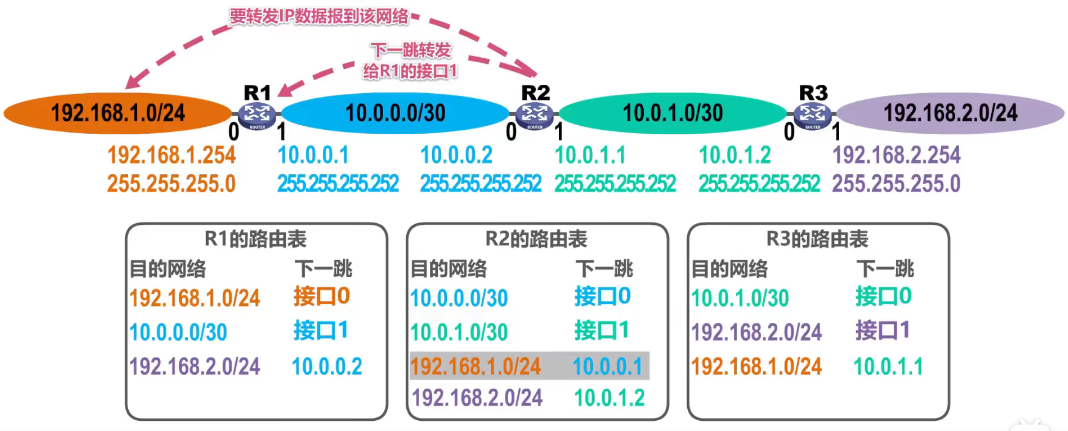 要转发IP数据报到该网络
下一跳转发
给R1的接口1
R1 R2 R3
192.168.1.0/24 10.0.0.0/30 10.0.1.0/30 192.168.2.0/24
0 1 0 1 0 1
192.168.1.254 10.0.0.1 10.0.0.2 10.0.1.1 10.0.1.2 192.168.2.254
255.255.255.0 255.255.255.252 255.255.255.252 255.255.255.252 255.255.255.252 255.255.255.0
R1的路由表
目的网络 下一跳
192.168.1.0/24 接口0
10.0.0.0/30 接口1
192.168.2.0/24 10.0.0.2
R2的路由表
目的网络 下一跳
10.0.0.0/30 接口0
10.0.1.0/30 接口1
192.168.1.0/24 10.0.0.1
192.168.2.0/24 10.0.1.2
R3的路由表
目的网络 下一跳
10.0.1.0/30 接口0
192.168.2.0/24 接口1
192.168.1.0/24 10.0.1.1